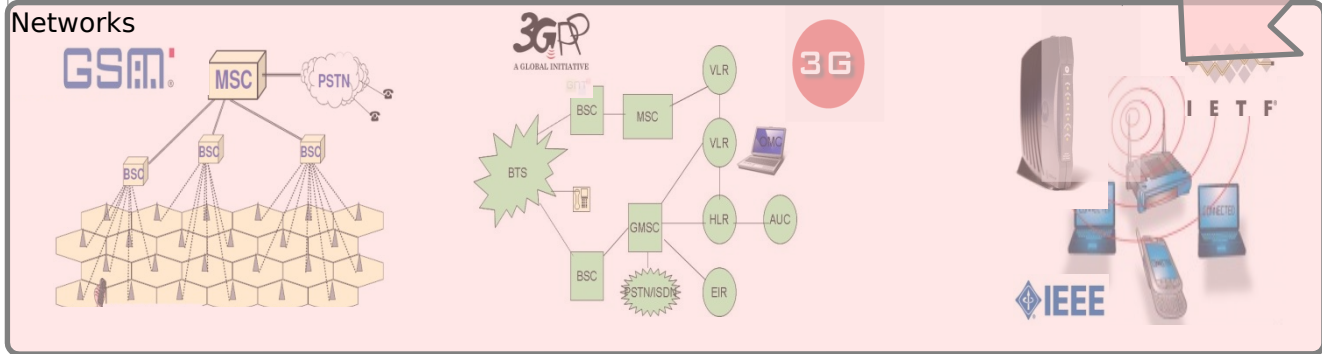 Networks
GSM
MSC
PSTN
BSC
BSC
BSC
3GPP
A GLOBAL INITIATIVE
BSC
MSC
VLR
VLR
OMC
BTS
GMSC
HLR
AUC
BSC
PSTN/ISDN
EIR
3G
I E T F
CONNECTED
IEEE